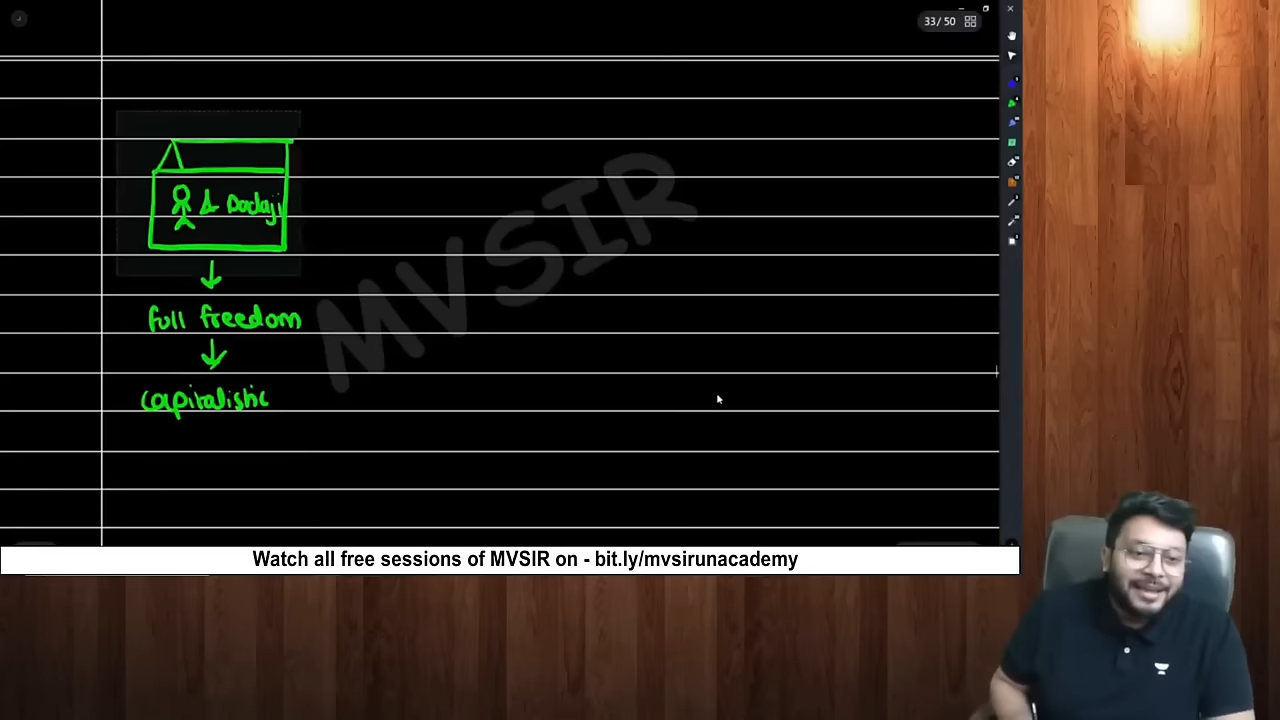 33/50
Dadaji
full freedom
capitalistic
MVSIR
Watch all free sessions of MVSIR on - bit.ly/mvsirunacademy